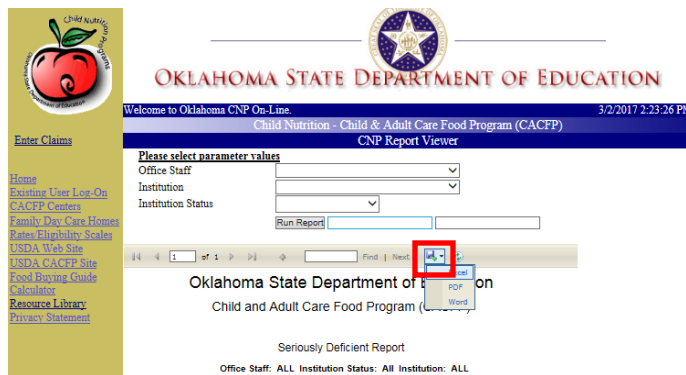 Child Nutrition Programs
Oklahoma State Department of Education
Welcome to Oklahoma CNP On-Line. 3/2/2017 2:23:26 PM
Child Nutrition - Child & Adult Care Food Program (CACFP)
CNP Report Viewer
Enter Claims
Home
Existing User Log-On
CACFP Centers
Family Day Care Homes
Rates/Eligibility Scales
USDA Web Site
USDA CACFP Site
Food Buying Guide
Calculator
Resource Library
Privacy Statement
Please select parameter values
Office Staff
Institution
Institution Status
Run Report
1 of 1 Find | Next
Excel
PDF
Word
Oklahoma State Department of E on
Child and Adult Care Food Program (
Seriously Deficient Report
Office Staff: ALL Institution Status: All Institution: ALL